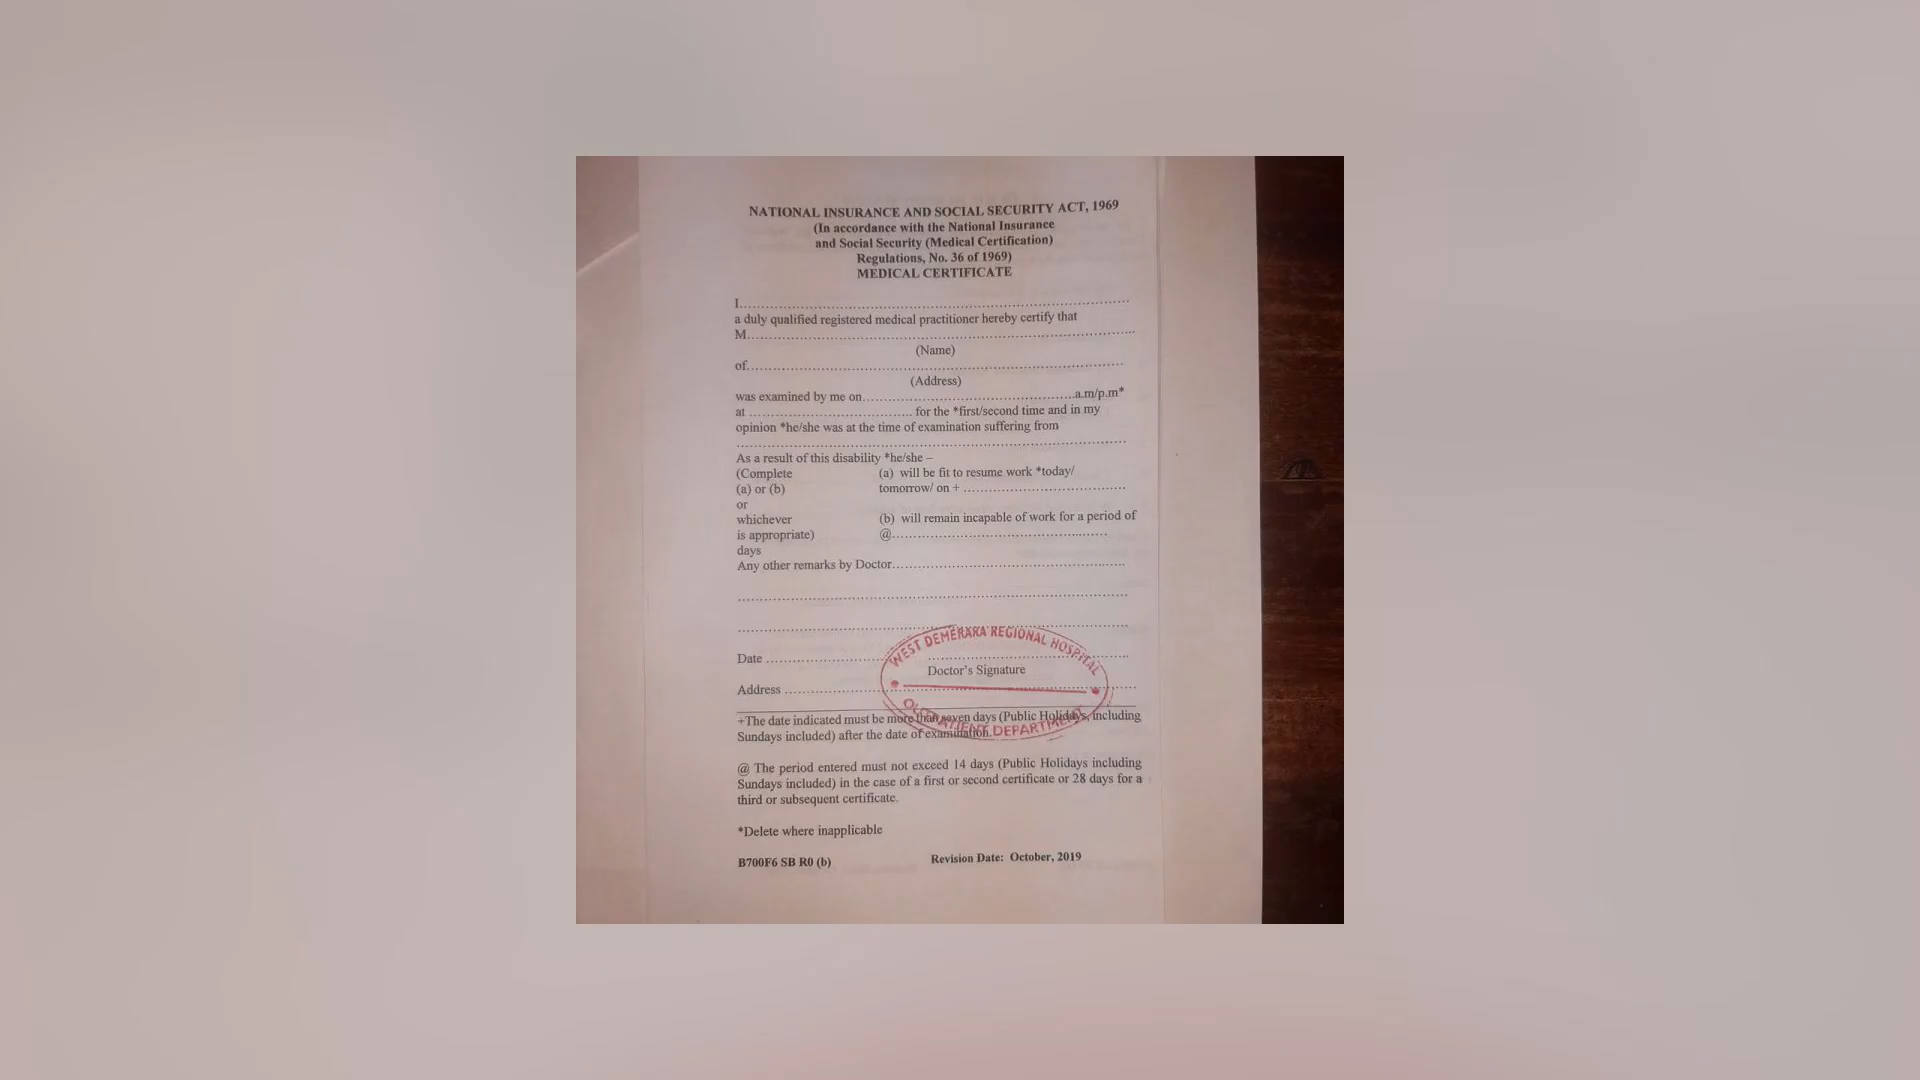 NATIONAL INSURANCE AND SOCIAL SECURITY ACT, 1969
(In accordance with the National Insurance
and Social Security (Medical Certification)
Regulations, No. 36 of 1969)
MEDICAL CERTIFICATE
I..............................................................
a duly qualified registered medical practitioner hereby certify that
M..............................................................
(Name)
of..............................................................
(Address)
was examined by me on........................................a.m/p.m*
at .............................. for the *first/second time and in my
opinion *he/she was at the time of examination suffering from
..............................................................
As a result of this disability *he/she –
(Complete (a) will be fit to resume work *today/
(a) or (b) tomorrow/ on + ..............................
or
whichever (b) will remain incapable of work for a period of
is appropriate) @........................................
days
Any other remarks by Doctor........................................
..............................................................
..............................................................
WEST DEMERARA REGIONAL HOSPITAL
Date ..............................
Doctor's Signature
Address ..............................................................
OUTPATIENT DEPARTMENT
+The date indicated must be more than seven days (Public Holidays, including
Sundays included) after the date of examination.
@ The period entered must not exceed 14 days (Public Holidays including
Sundays included) in the case of a first or second certificate or 28 days for a
third or subsequent certificate.
*Delete where inapplicable
B700F6 SB R0 (b) Revision Date: October, 2019